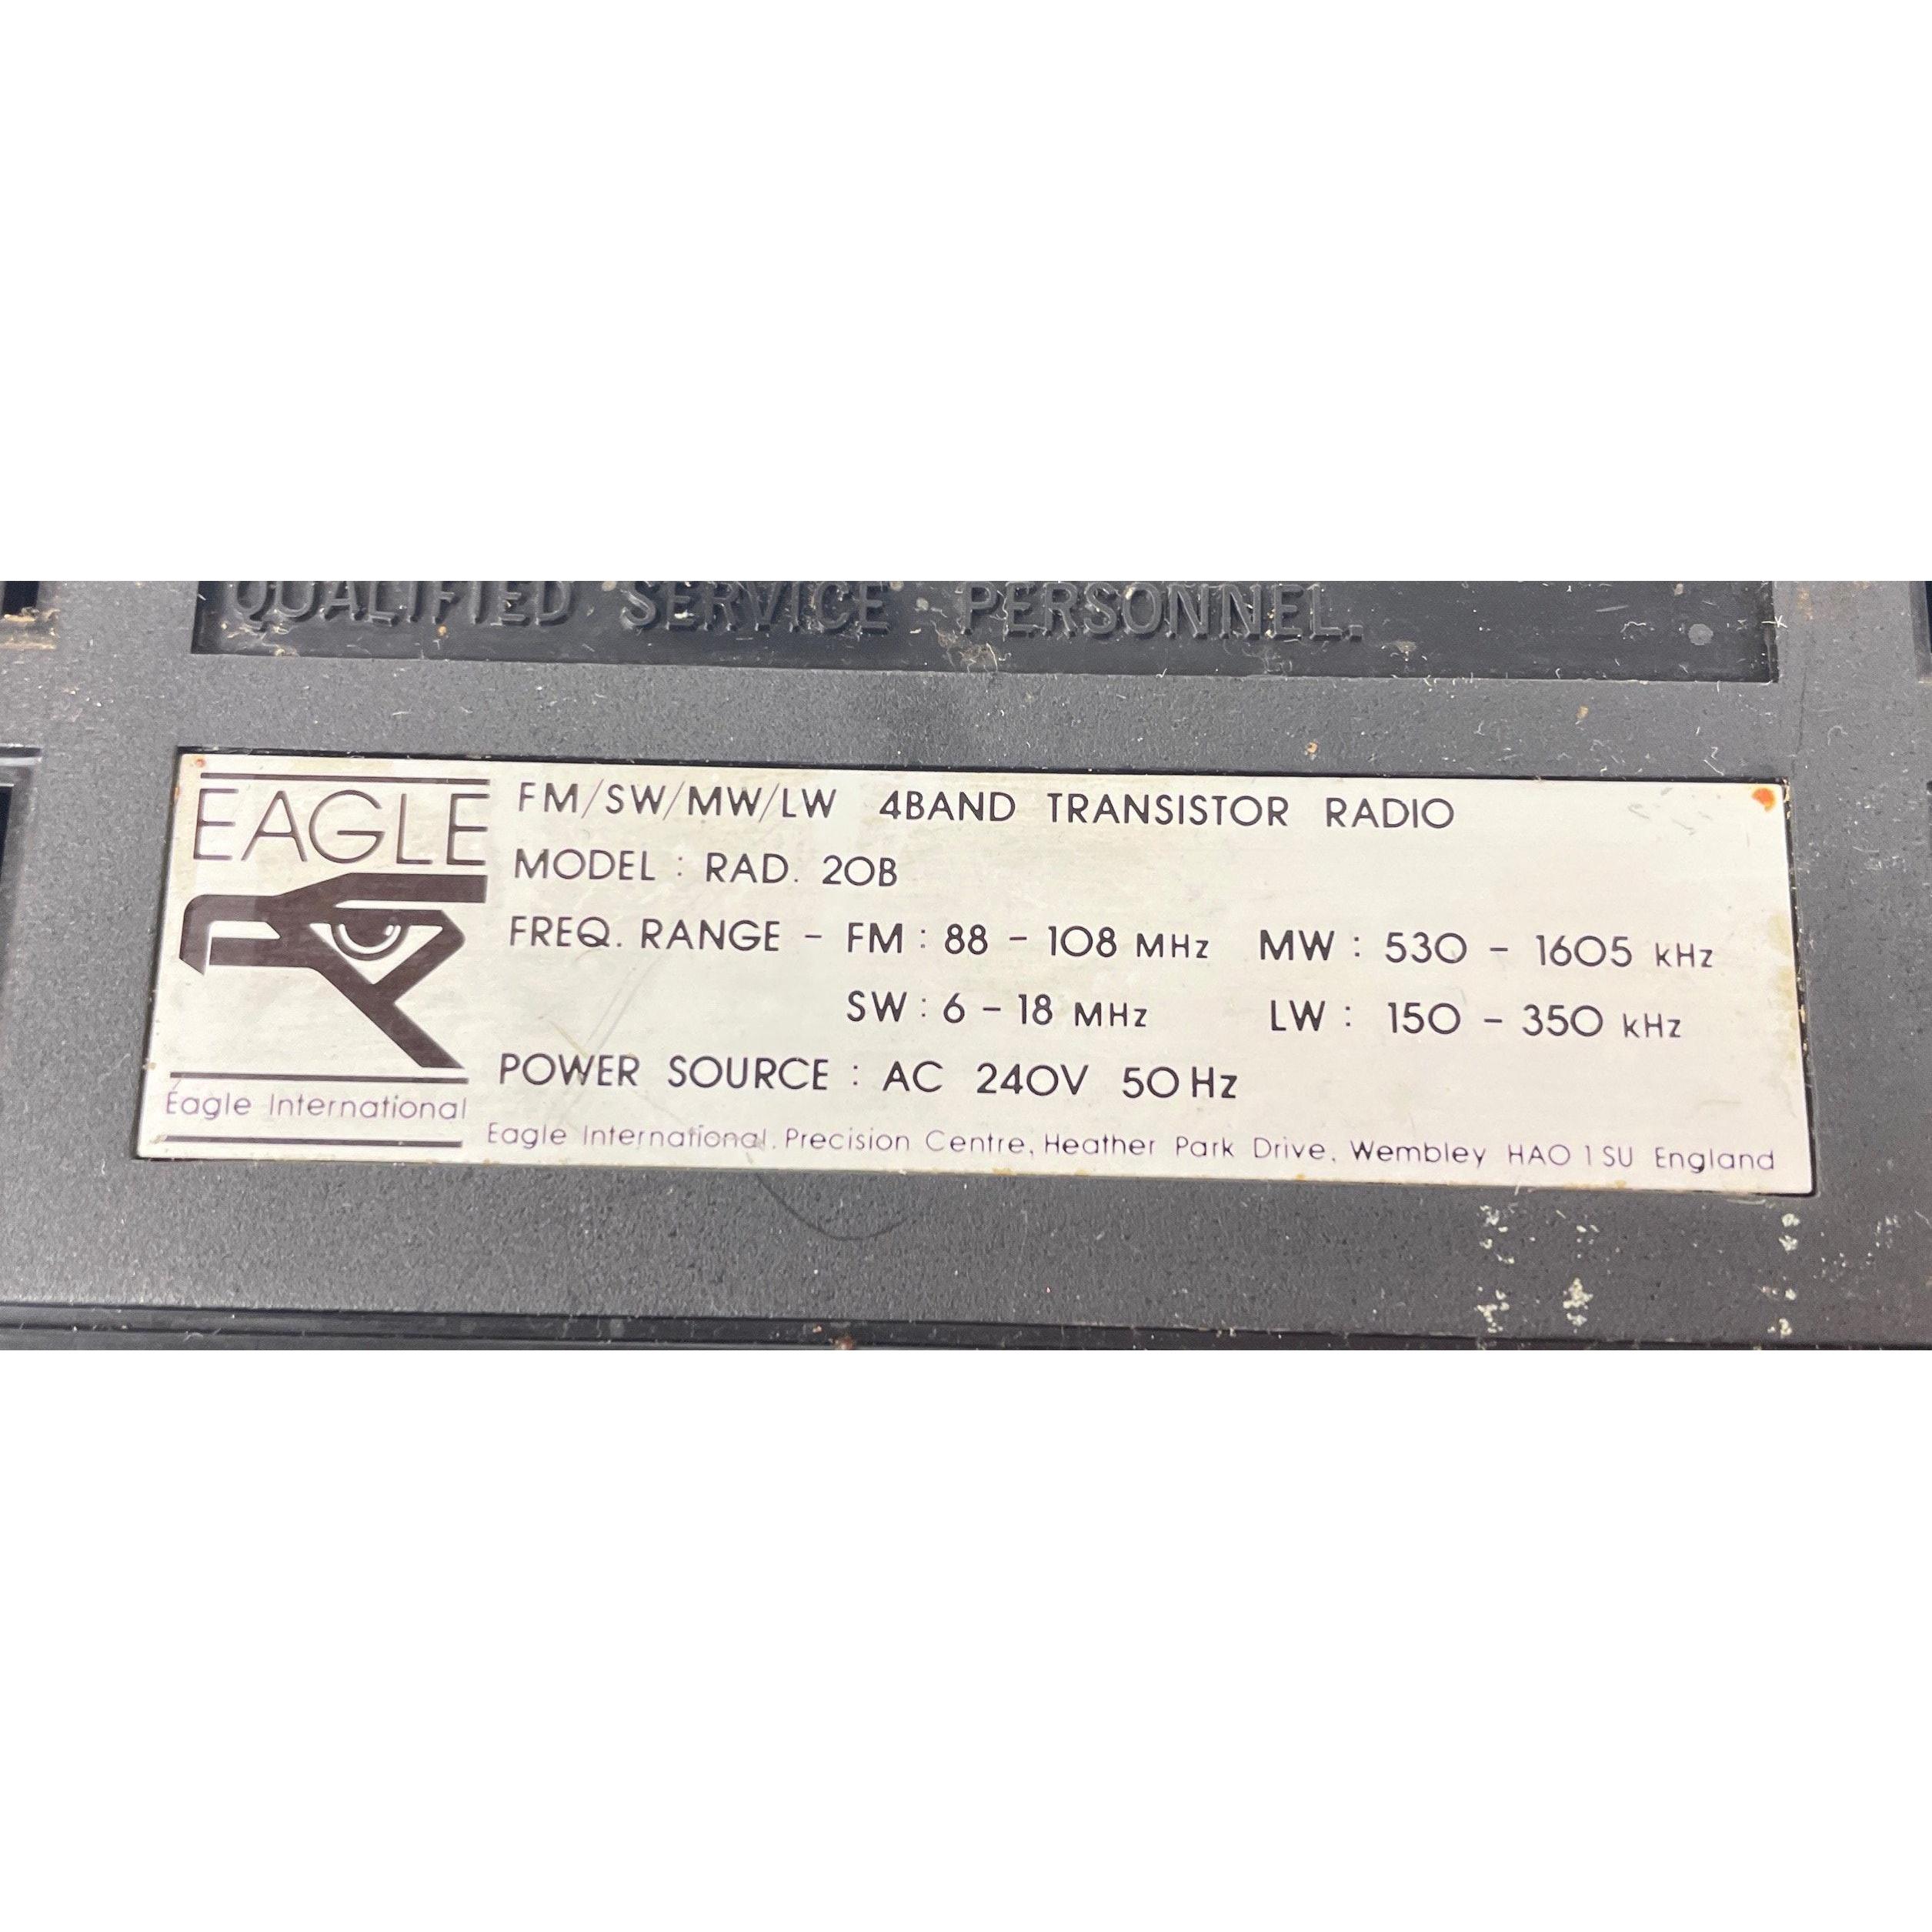 QUALIFIED SERVICE PERSONNEL.
EAGLE
Eagle International
FM/SW/MW/LW 4BAND TRANSISTOR RADIO
MODEL : RAD. 20B
FREQ. RANGE - FM : 88 - 108 MHz MW : 530 - 1605 kHz
SW : 6 - 18 MHz LW : 150 - 350 kHz
POWER SOURCE : AC 240V 50Hz
Eagle International. Precision Centre, Heather Park Drive, Wembley HAO 1SU England